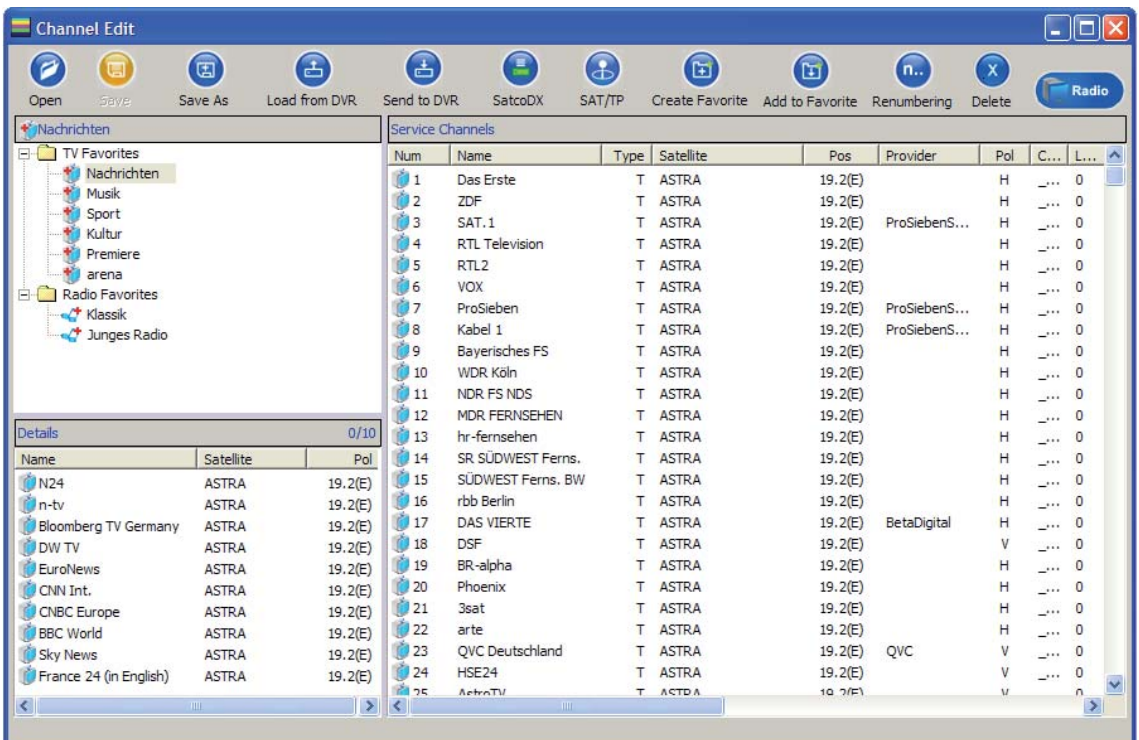 Channel Edit
Open Save Save As Load from DVR Send to DVR SatcoDX SAT/TP Create Favorite Add to Favorite Renumbering Delete Radio
n..
X
Nachrichten
TV Favorites
Nachrichten
Musik
Sport
Kultur
Premiere
arena
Radio Favorites
Klassik
Junges Radio
Details 0/10
Name Satellite Pol
N24 ASTRA 19.2(E)
n-tv ASTRA 19.2(E)
Bloomberg TV Germany ASTRA 19.2(E)
DW TV ASTRA 19.2(E)
EuroNews ASTRA 19.2(E)
CNN Int. ASTRA 19.2(E)
CNBC Europe ASTRA 19.2(E)
BBC World ASTRA 19.2(E)
Sky News ASTRA 19.2(E)
France 24 (in English) ASTRA 19.2(E)
Service Channels
Num Name Type Satellite Pos Provider Pol C... L...
1 Das Erste T ASTRA 19.2(E) H _... 0
2 ZDF T ASTRA 19.2(E) H _... 0
3 SAT.1 T ASTRA 19.2(E) ProSiebenS... H _... 0
4 RTL Television T ASTRA 19.2(E) H _... 0
5 RTL2 T ASTRA 19.2(E) H _... 0
6 VOX T ASTRA 19.2(E) H _... 0
7 ProSieben T ASTRA 19.2(E) ProSiebenS... H _... 0
8 Kabel 1 T ASTRA 19.2(E) ProSiebenS... H _... 0
9 Bayerisches FS T ASTRA 19.2(E) H _... 0
10 WDR Köln T ASTRA 19.2(E) H _... 0
11 NDR FS NDS T ASTRA 19.2(E) H _... 0
12 MDR FERNSEHEN T ASTRA 19.2(E) H _... 0
13 hr-fernsehen T ASTRA 19.2(E) H _... 0
14 SR SÜDWEST Ferns. T ASTRA 19.2(E) H _... 0
15 SÜDWEST Ferns. BW T ASTRA 19.2(E) H _... 0
16 rbb Berlin T ASTRA 19.2(E) H _... 0
17 DAS VIERTE T ASTRA 19.2(E) BetaDigital H _... 0
18 DSF T ASTRA 19.2(E) V _... 0
19 BR-alpha T ASTRA 19.2(E) H _... 0
20 Phoenix T ASTRA 19.2(E) H _... 0
21 3sat T ASTRA 19.2(E) H _... 0
22 arte T ASTRA 19.2(E) H _... 0
23 QVC Deutschland T ASTRA 19.2(E) QVC V _... 0
24 HSE24 T ASTRA 19.2(E) V _... 0
25 AstroTV T ASTRA 19.2(E) V 0